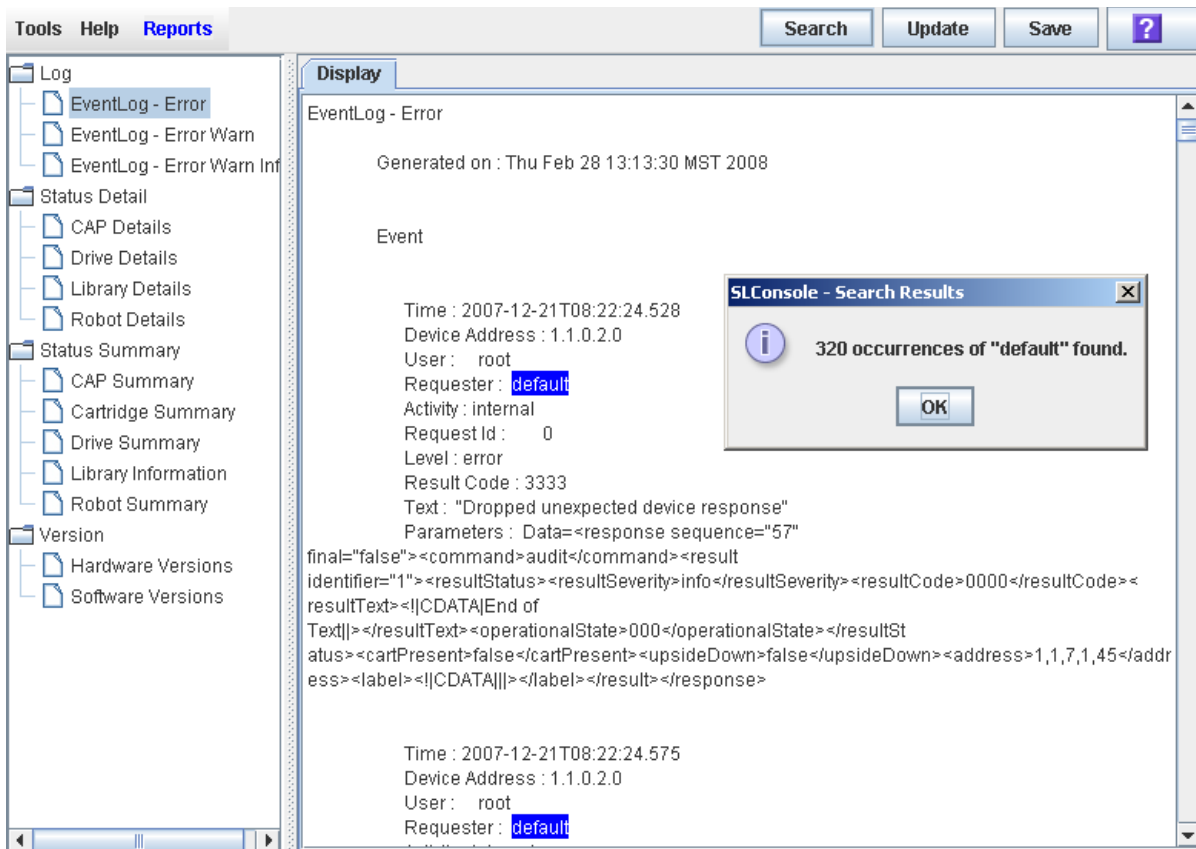 Tools Help Reports
Search Update Save ?
Log
EventLog - Error
EventLog - Error Warn
EventLog - Error Warn Inf
Status Detail
CAP Details
Drive Details
Library Details
Robot Details
Status Summary
CAP Summary
Cartridge Summary
Drive Summary
Library Information
Robot Summary
Version
Hardware Versions
Software Versions
Display
EventLog - Error
Generated on : Thu Feb 28 13:13:30 MST 2008
Event
Time : 2007-12-21T08:22:24.528
Device Address : 1.1.0.2.0
User : root
Requester : default
Activity : internal
Request Id : 0
Level : error
Result Code : 3333
Text : "Dropped unexpected device response"
Parameters : Data=<response sequence="57"
final="false"><command>audit</command><result
identifier="1"><resultStatus><resultSeverity>info</resultSeverity><resultCode>0000</resultCode><
resultText><!|CDATA|End of
Text||></resultText><operationalState>000</operationalState></resultSt
atus><cartPresent>false</cartPresent><upsideDown>false</upsideDown><address>1,1,7,1,45</addr
ess><label><!|CDATA|||></label></result></response>
Time : 2007-12-21T08:22:24.575
Device Address : 1.1.0.2.0
User : root
Requester : default
SLConsole - Search Results
i
320 occurrences of "default" found.
OK